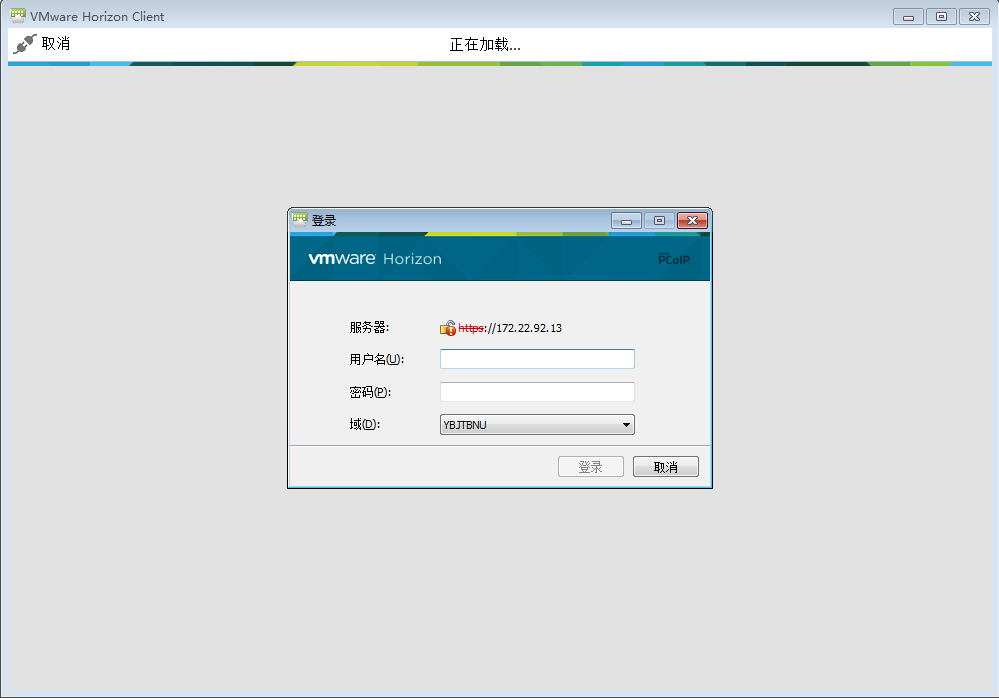 VMware Horizon Client
取消
正在加载...
登录
vmware Horizon
PCoIP
服务器:
https://172.22.92.13
用户名(U):
密码(P):
域(D):
YBJTBNU
登录
取消